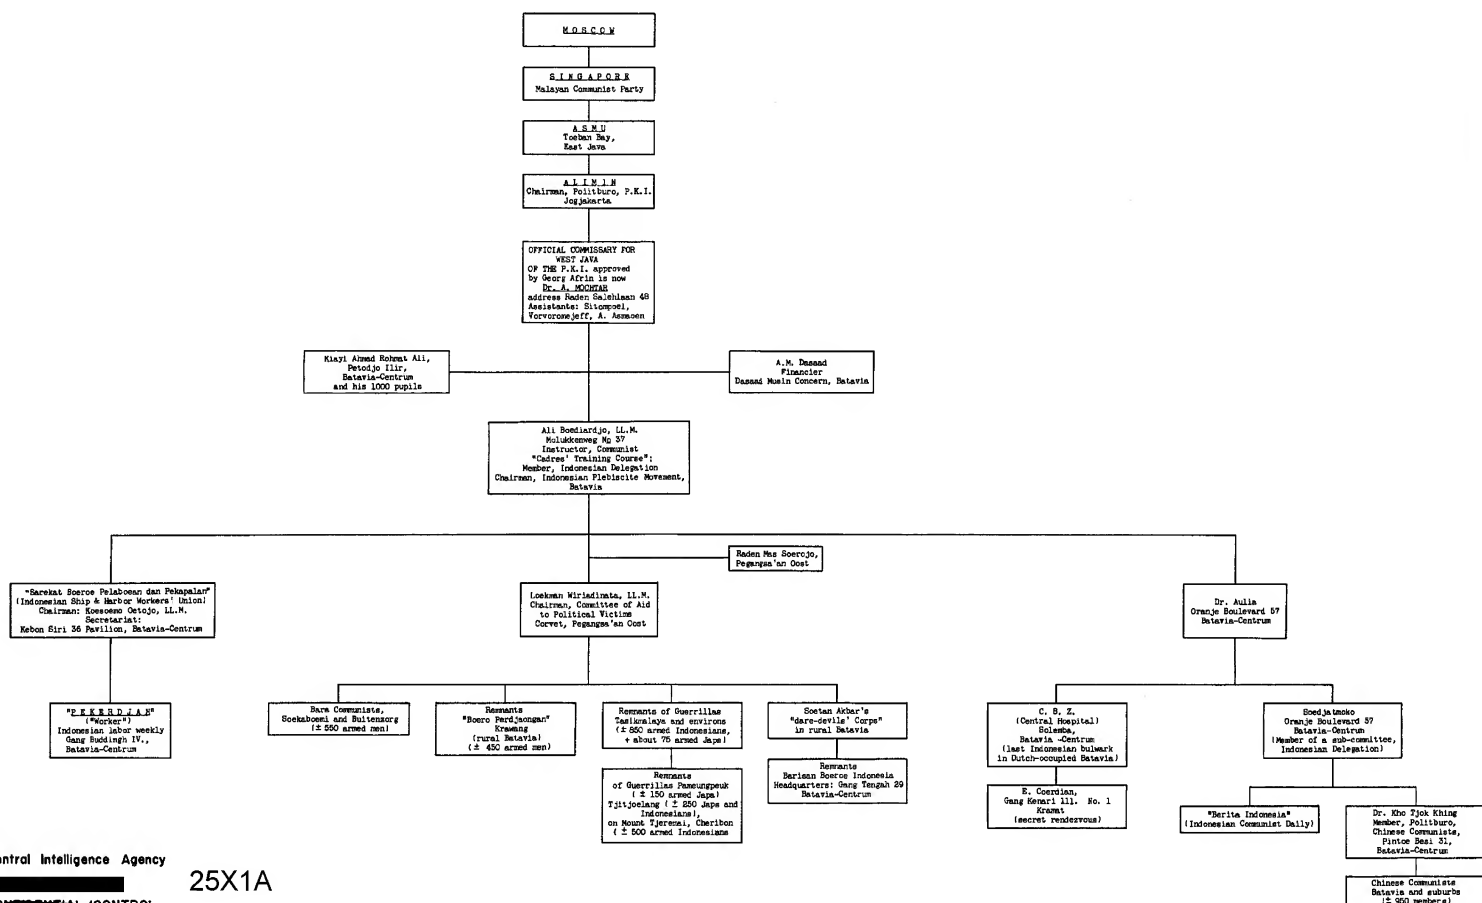 MOSCOW
SINGAPORE
Malayan Communist Party
ASMU
Toeban Bay,
East Java
ALIMIN
Chairman, Politburo, P.K.I.
Jogjakarta
OFFICIAL COMMISSARY FOR
WEST JAVA
OF THE P.K.I. approved
by Georg Afrin is now
Dr. A. MOCHTAR
address Raden Salehlaan 48
Assistants: Sitompoel,
Vorvoromejeff, A. Asmaoen
Kiayi Ahmad Rohmat Ali,
Petodjo Ilir,
Batavia-Centrum
and his 1000 pupils
A.M. Dasaad
Financier
Dasaad Musin Concern, Batavia
Ali Boediardjo, LL.M.
Molukkenweg No 37
Instructor, Communist
"Cadres' Training Course";
Member, Indonesian Delegation
Chairman, Indonesian Plebiscite Movement,
Batavia
Raden Mas Soerojo,
Pegangsa'an Oost
"Sarekat Boeroe Pelaboean dan Pekapalan"
(Indonesian Ship & Harbor Workers' Union)
Chairman: Koesoemo Oetojo, LL.M.
Secretariat:
Kebon Siri 36 Pavilion, Batavia-Centrum
Loekman Wiriadinata, LL.M.
Chairman, Committee of Aid
to Political Victims
Corvet, Pegangsa'an Oost
Dr. Aulia
Oranje Boulevard 57
Batavia-Centrum
"PEKERDJAN"
("Worker")
Indonesian labor weekly
Gang Buddingh IV.,
Batavia-Centrum
Bara Communists,
Soekaboemi and Buitenzorg
(± 550 armed men)
Remnants
"Boero Perdjoangan"
Krawang
(rural Batavia)
(± 450 armed men)
Remnants of Guerrillas
Tasikmalaya and environs
(± 850 armed Indonesians,
+ about 75 armed Japs)
Soetan Akbar's
"dare-devils' Corps"
in rural Batavia
C. B. Z.
(Central Hospital)
Solemba,
Batavia -Centrum
(last Indonesian bulwark
in Dutch-occupied Batavia)
Boedjatmoko
Oranje Boulevard 57
Batavia-Centrum
(Member of a sub-committee,
Indonesian Delegation)
Remnants
of Guerrillas Pameungpeuk
( ± 150 armed Japs)
Tjitjoelang ( ± 250 Japs and
Indonesians),
on Mount Tjeremai, Cheribon
( ± 500 armed Indonesians
Remnants
Barisan Boeroe Indonesia
Headquarters: Gang Tengah 29
Batavia-Centrum
E. Coerdian,
Gang Kenari 111. No. 1
Kramat
(secret rendezvous)
"Berita Indonesia"
(Indonesian Communist Daily)
Dr. Kho Tjok Khing
Member, Politburo,
Chinese Communists,
Pintoe Besi 31,
Batavia-Centrum
Chinese Communists
Batavia and suburbs
(± 950 members)
entral Intelligence Agency
25X1A